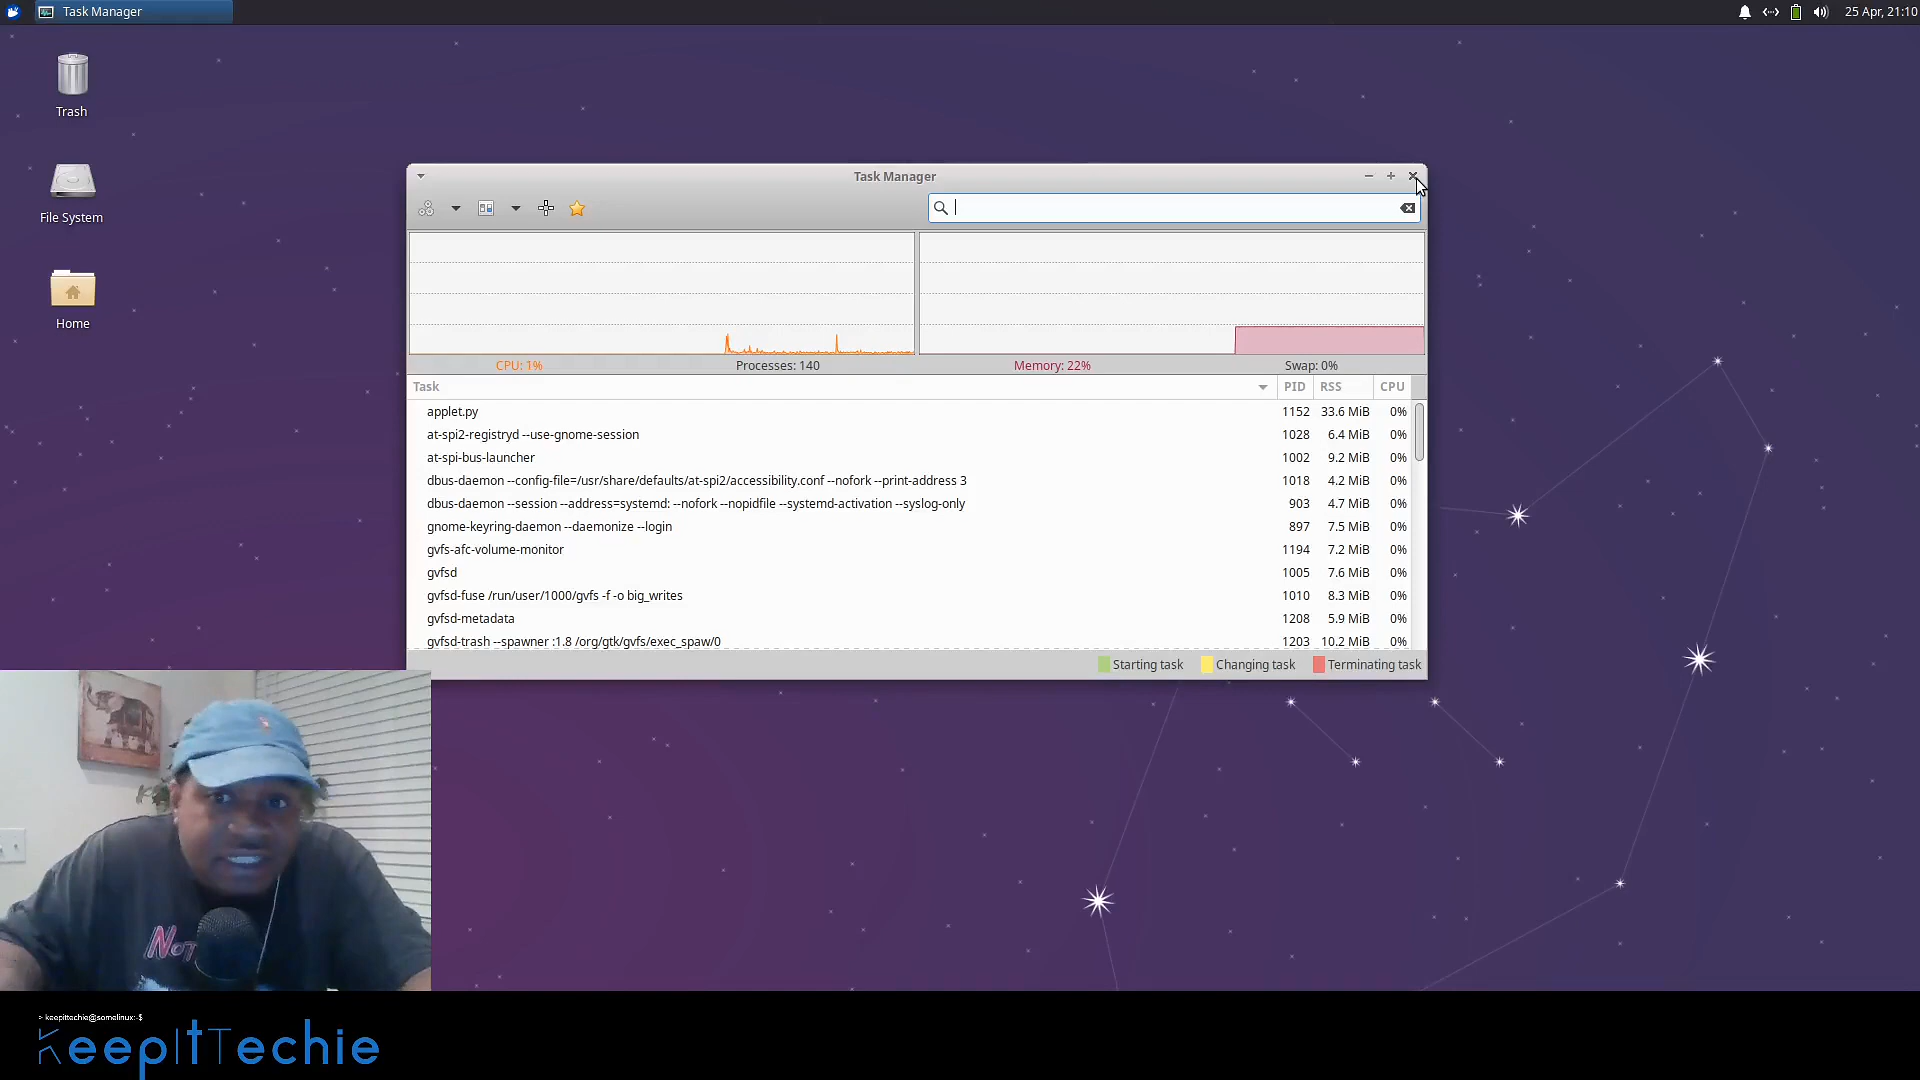 Task Manager
25 Apr, 21:10
Trash
File System
Home
Task Manager
CPU: 1%
Processes: 140
Memory: 22%
Swap: 0%
Task PID RSS CPU
applet.py 1152 33.6 MiB 0%
at-spi2-registryd --use-gnome-session 1028 6.4 MiB 0%
at-spi-bus-launcher 1002 9.2 MiB 0%
dbus-daemon --config-file=/usr/share/defaults/at-spi2/accessibility.conf --nofork --print-address 3 1018 4.2 MiB 0%
dbus-daemon --session --address=systemd: --nofork --nopidfile --systemd-activation --syslog-only 903 4.7 MiB 0%
gnome-keyring-daemon --daemonize --login 897 7.5 MiB 0%
gvfs-afc-volume-monitor 1194 7.2 MiB 0%
gvfsd 1005 7.6 MiB 0%
gvfsd-fuse /run/user/1000/gvfs -f -o big_writes 1010 8.3 MiB 0%
gvfsd-metadata 1208 5.9 MiB 0%
gvfsd-trash --spawner :1.8 /org/gtk/gvfs/exec_spaw/0 1203 10.2 MiB 0%
Starting task
Changing task
Terminating task
Not
> keepittechie@somelinux:-$
KeepItTechie